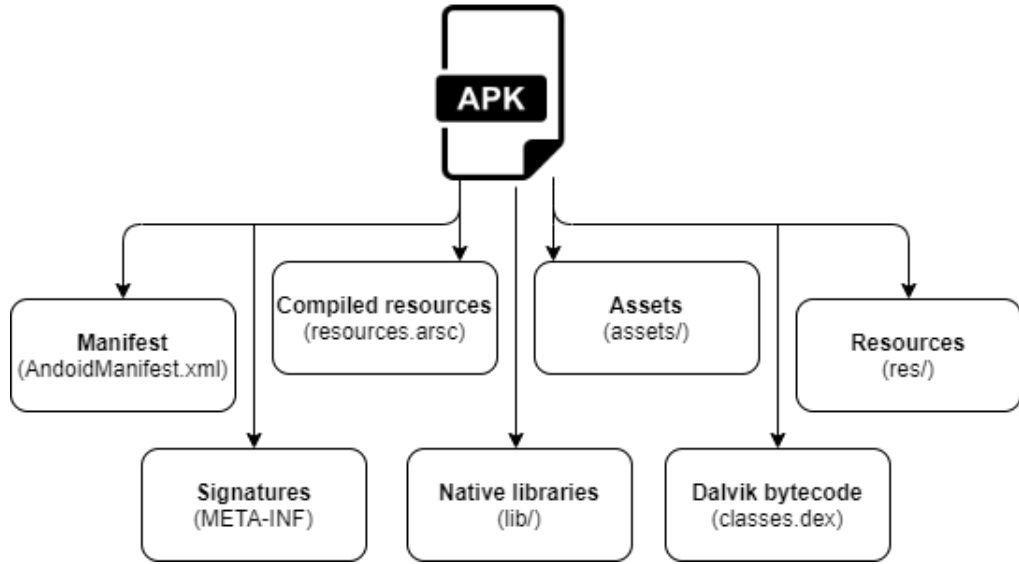 APK
Compiled resources
(resources.arsc)
Assets
(assets/)
Manifest
(AndoidManifest.xml)
Resources
(res/)
Signatures
(META-INF)
Native libraries
(lib/)
Dalvik bytecode
(classes.dex)